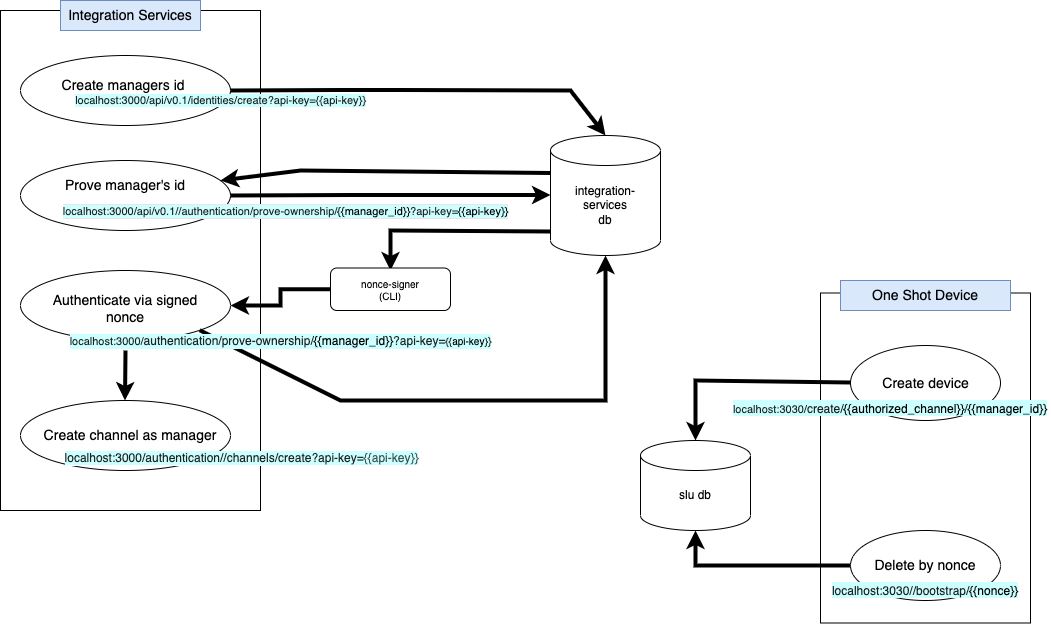 Integration Services
Create managers id
localhost:3000/api/v0.1/identities/create?api-key={{api-key}}
Prove manager's id
localhost:3000/api/v0.1//authentication/prove-ownership/{{manager_id}}?api-key={{api-key}}
integration-
services
db
nonce-signer
(CLI)
Authenticate via signed
nonce
localhost:3000/authentication/prove-ownership/{{manager_id}}?api-key={{api-key}}
Create channel as manager
localhost:3000/authentication//channels/create?api-key={{api-key}}
One Shot Device
Create device
localhost:3030/create/{{authorized_channel}}/{{manager_id}}
slu db
Delete by nonce
localhost:3030//bootstrap/{{nonce}}